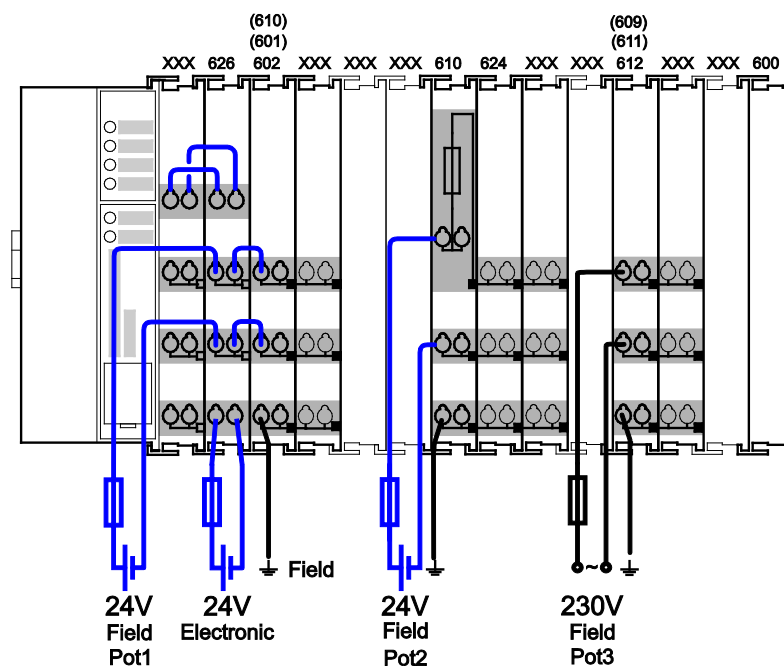 (610) (609)
(601) (611)
XXX 626 602 XXX XXX XXX 610 624 XXX XXX 612 XXX XXX 600
~
Field
24V 24V 24V 230V
Field Electronic Field Field
Pot1 Pot2 Pot3